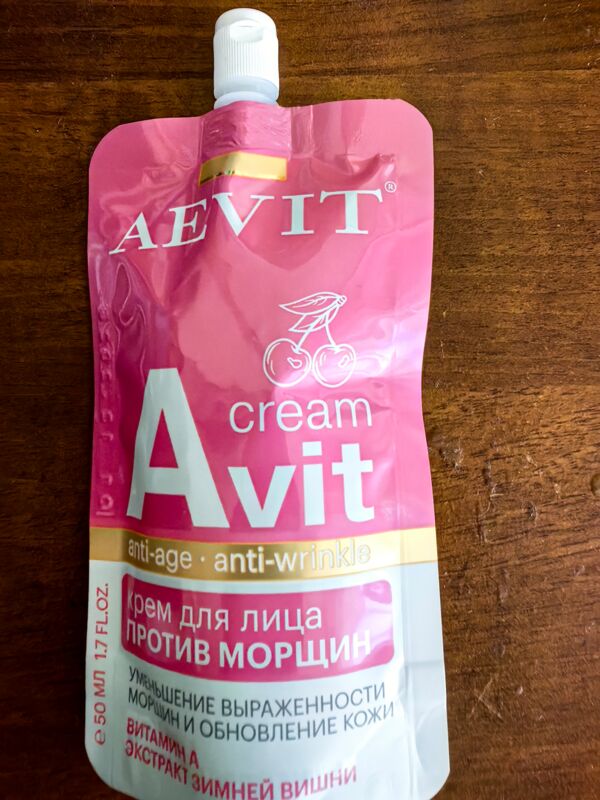 AEVIT®
cream
Avit
anti-age · anti-wrinkle
крем для лица
ПРОТИВ МОРЩИН
УМЕНЬШЕНИЕ ВЫРАЖЕННОСТИ
МОРЩИН И ОБНОВЛЕНИЕ КОЖИ
ВИТАМИН А
ЭКСТРАКТ ЗИМНЕЙ ВИШНИ
℮ 50 МЛ 1.7 FL.OZ.